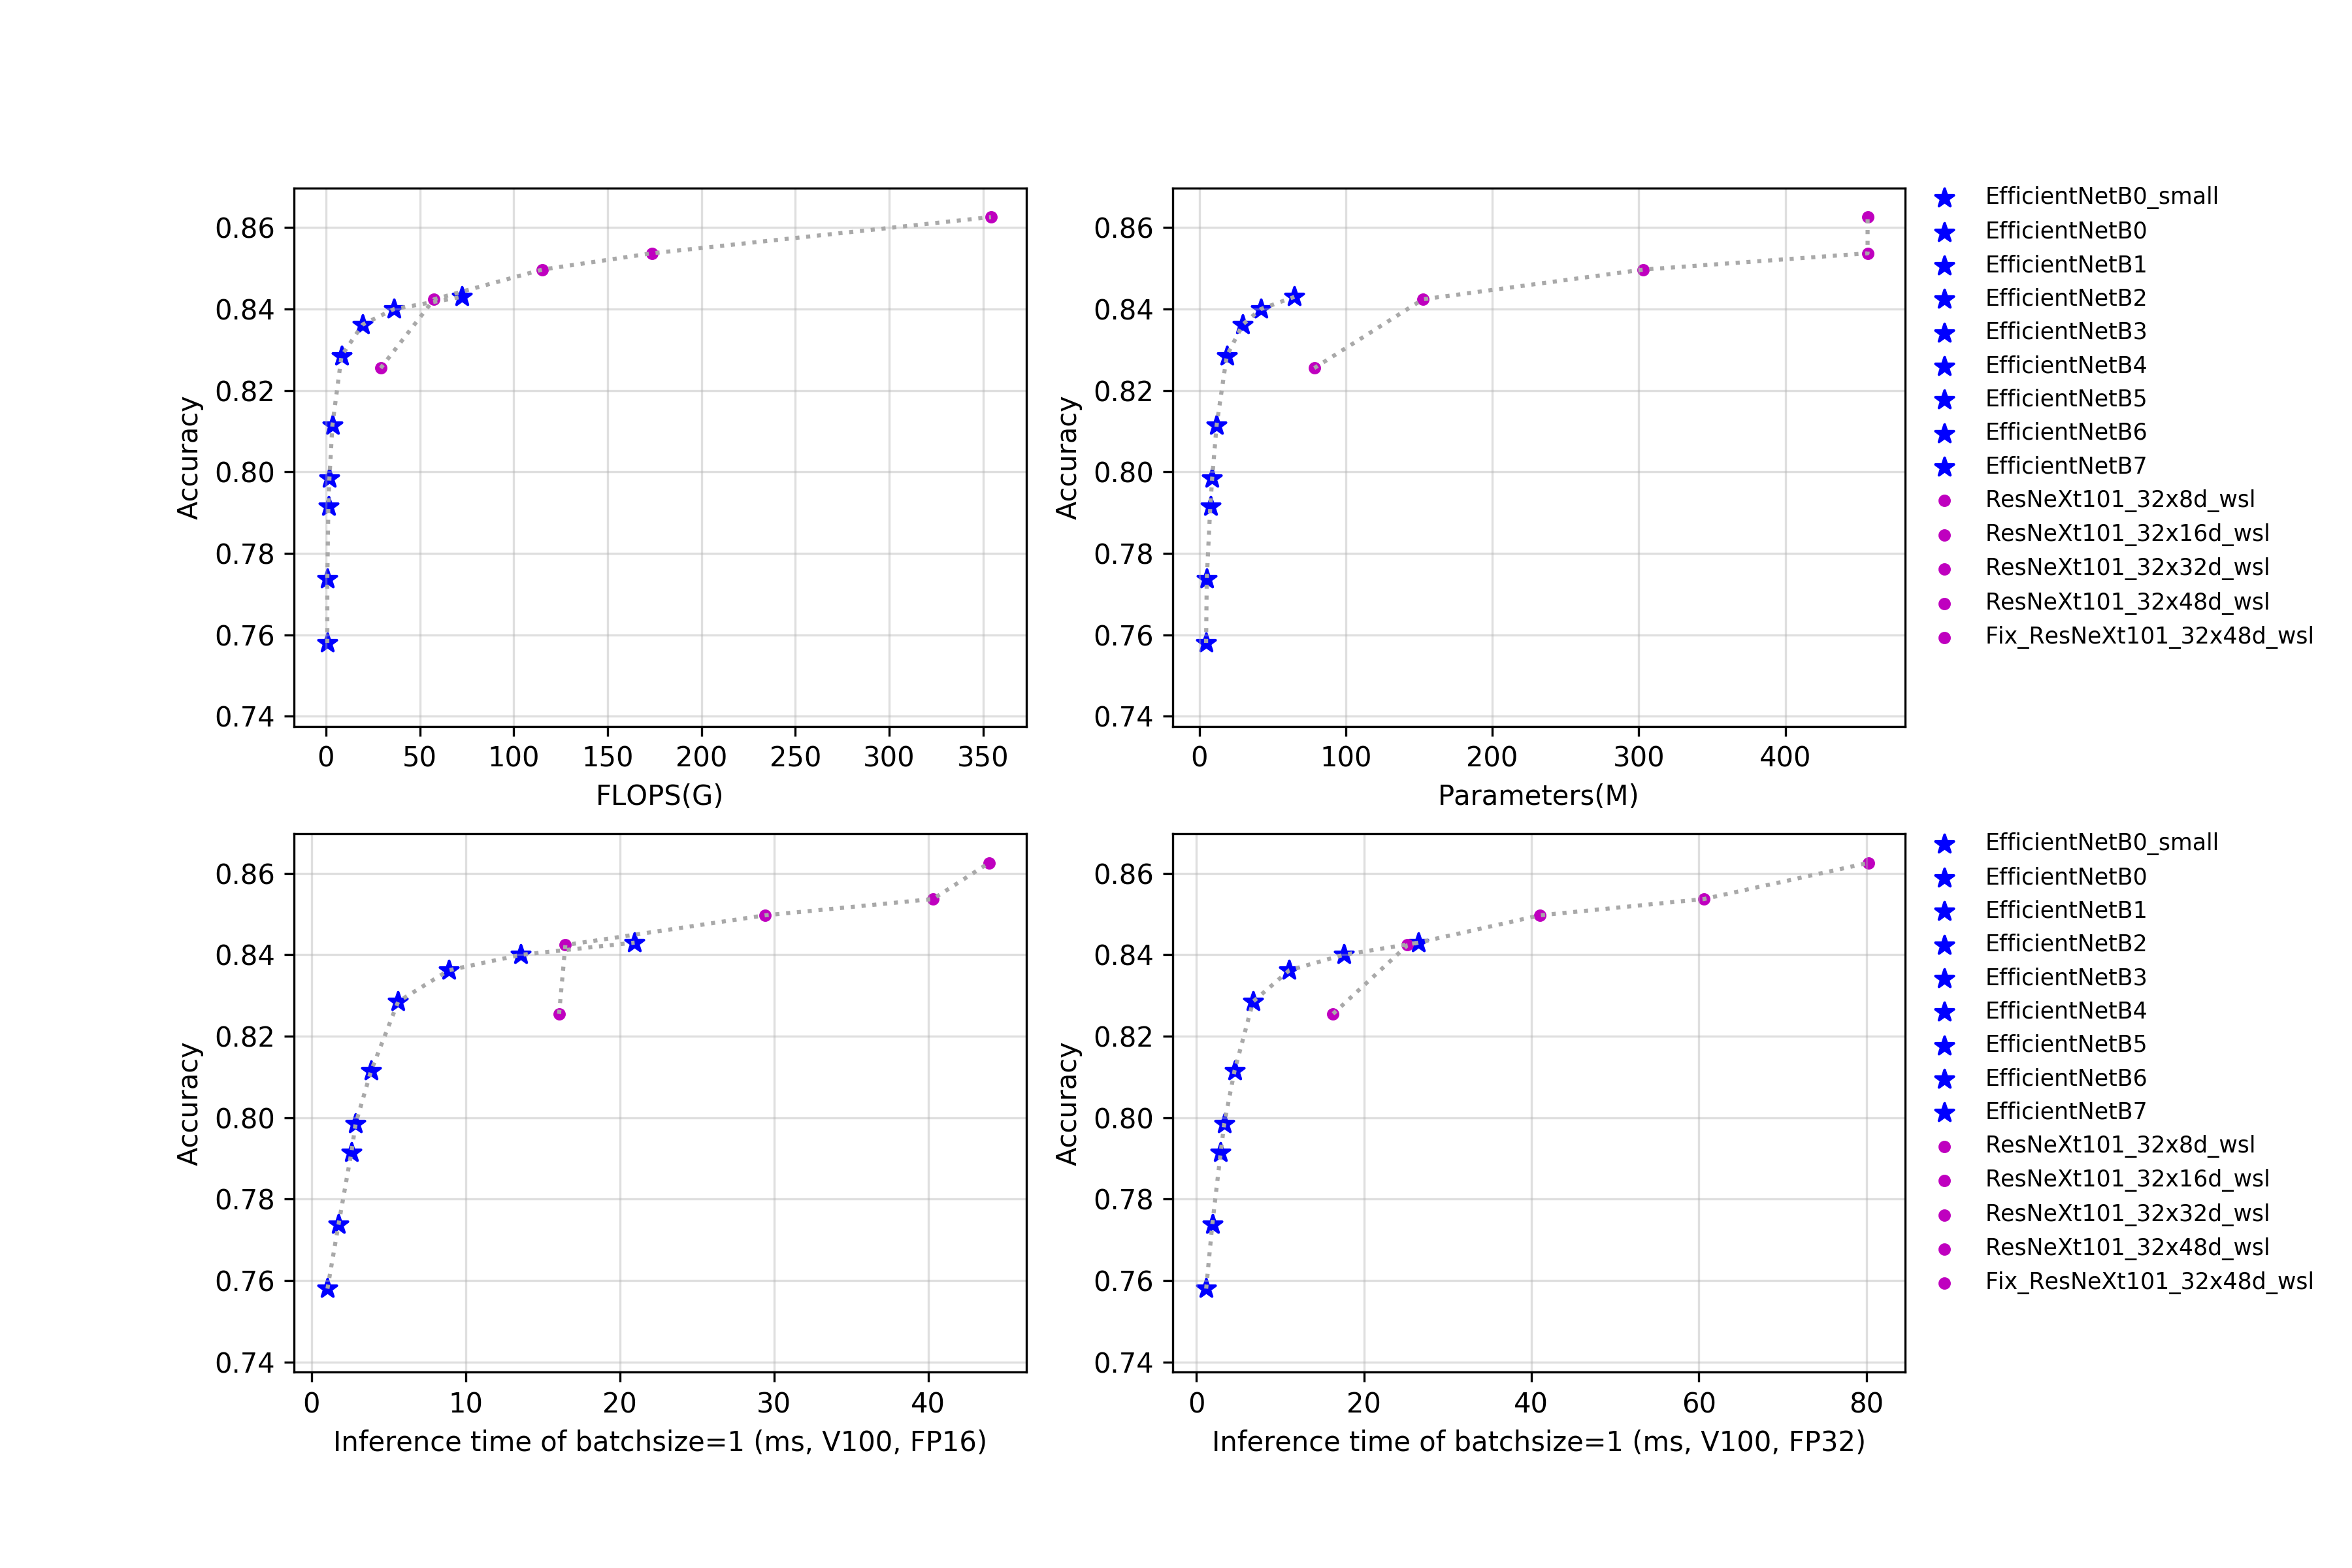 0.86
0.84
0.82
0.80
0.78
0.76
0.74
Accuracy
0 50 100 150 200 250 300 350
FLOPS(G)
0.86
0.84
0.82
0.80
0.78
0.76
0.74
Accuracy
0 100 200 300 400
Parameters(M)
EfficientNetB0_small
EfficientNetB0
EfficientNetB1
EfficientNetB2
EfficientNetB3
EfficientNetB4
EfficientNetB5
EfficientNetB6
EfficientNetB7
ResNeXt101_32x8d_wsl
ResNeXt101_32x16d_wsl
ResNeXt101_32x32d_wsl
ResNeXt101_32x48d_wsl
Fix_ResNeXt101_32x48d_wsl
0.86
0.84
0.82
0.80
0.78
0.76
0.74
Accuracy
0 10 20 30 40
Inference time of batchsize=1 (ms, V100, FP16)
0.86
0.84
0.82
0.80
0.78
0.76
0.74
Accuracy
0 20 40 60 80
Inference time of batchsize=1 (ms, V100, FP32)
EfficientNetB0_small
EfficientNetB0
EfficientNetB1
EfficientNetB2
EfficientNetB3
EfficientNetB4
EfficientNetB5
EfficientNetB6
EfficientNetB7
ResNeXt101_32x8d_wsl
ResNeXt101_32x16d_wsl
ResNeXt101_32x32d_wsl
ResNeXt101_32x48d_wsl
Fix_ResNeXt101_32x48d_wsl